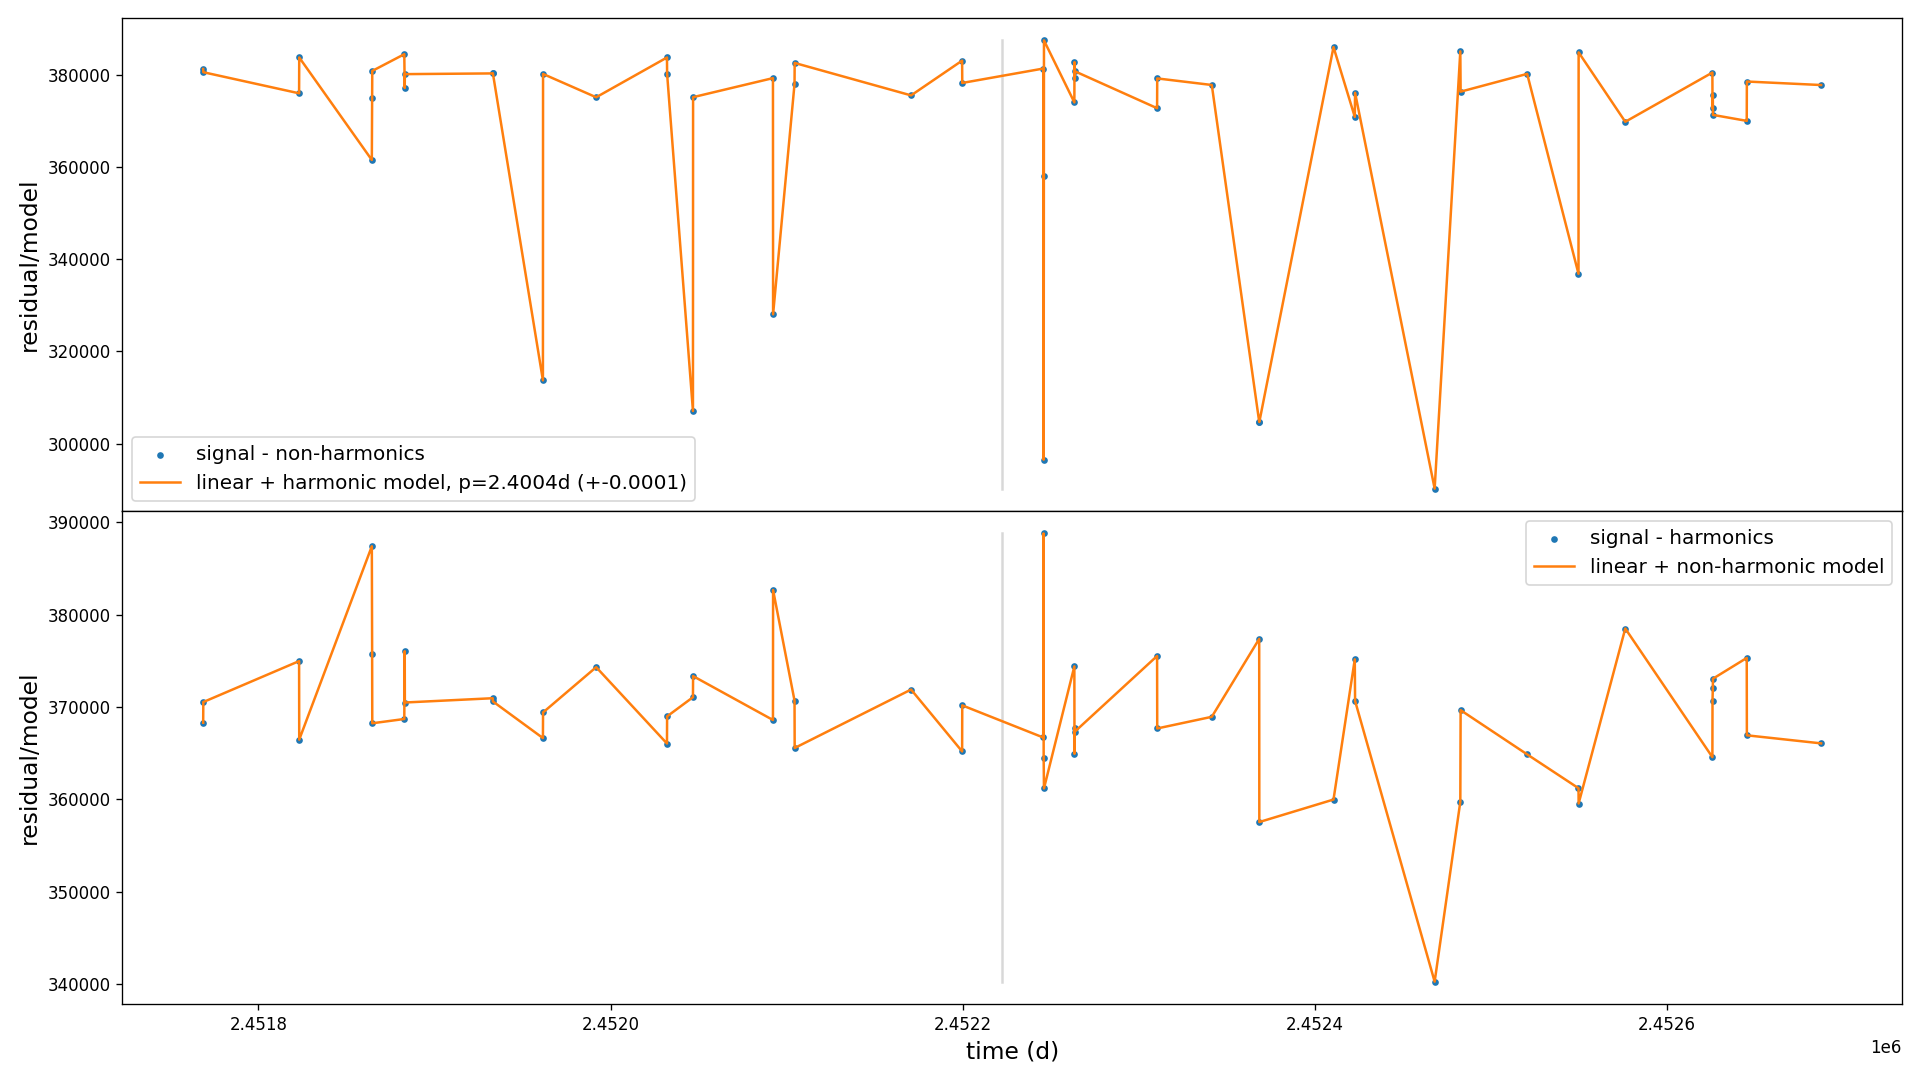 residual/model
380000
360000
340000
320000
300000
signal - non-harmonics
linear + harmonic model, p=2.4004d (+-0.0001)
residual/model
390000
380000
370000
360000
350000
340000
signal - harmonics
linear + non-harmonic model
2.4518
2.4520
2.4522
2.4524
2.4526
1e6
time (d)